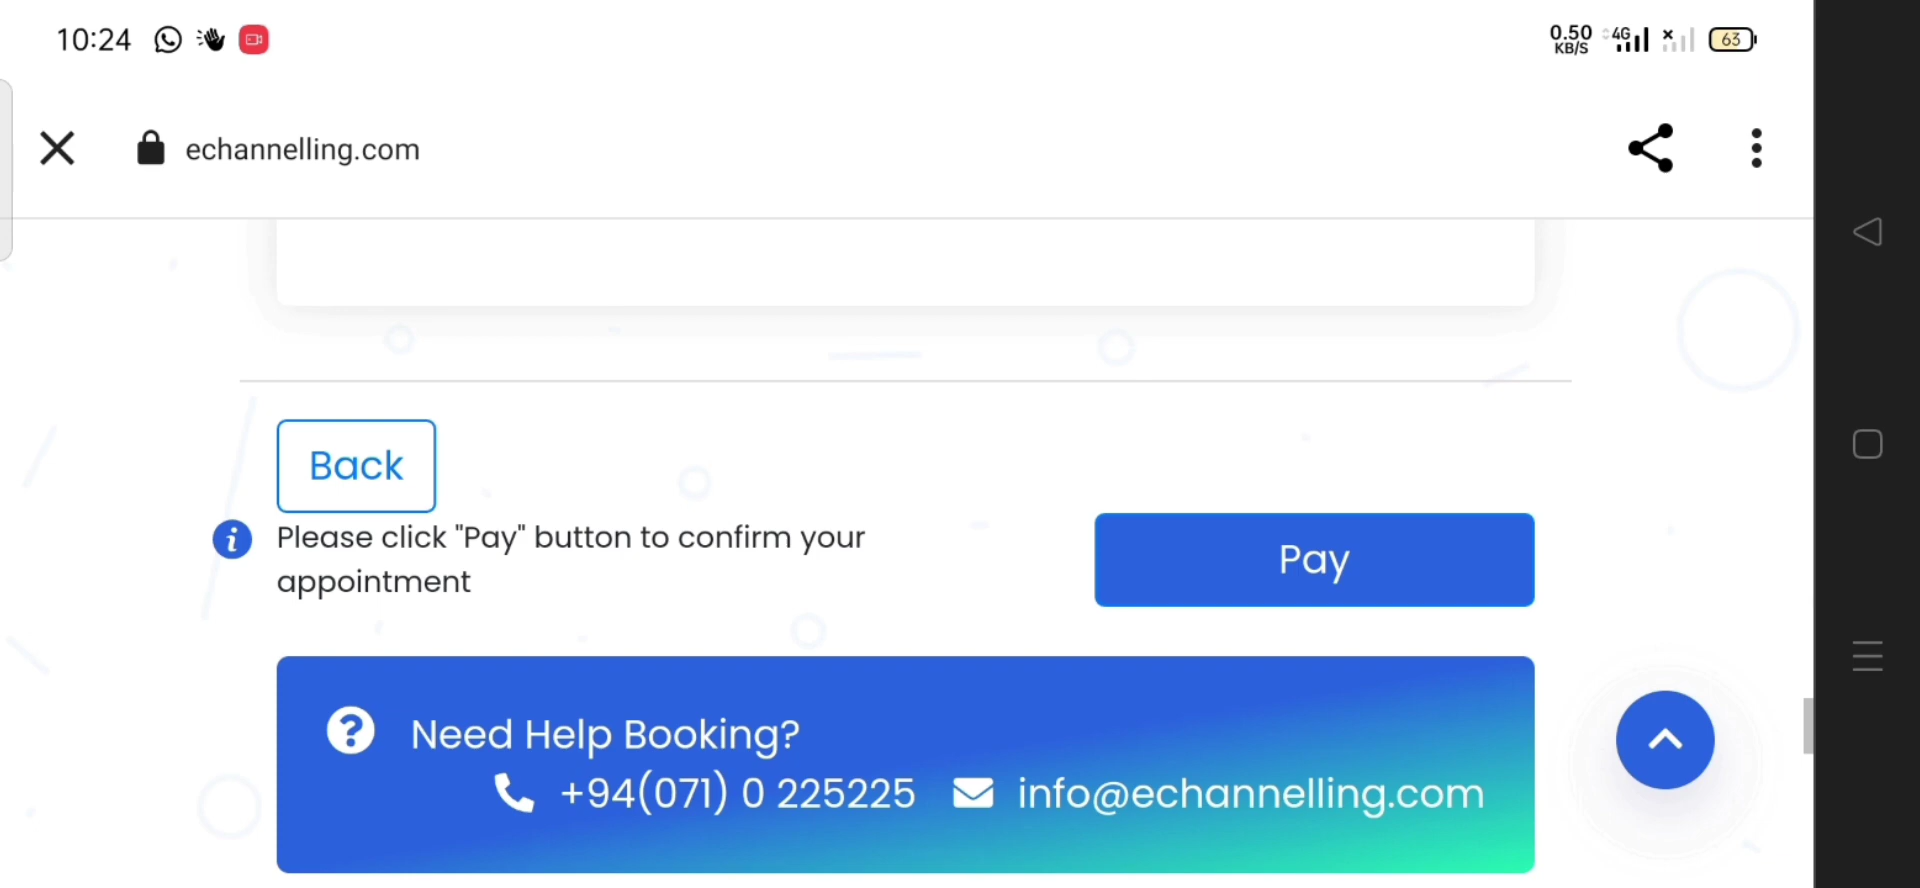 10:24 0.50 KB/S 4G 63
echannelling.com
Back
Please click "Pay" button to confirm your
appointment
Pay
Need Help Booking?
+94(071) 0 225225 info@echannelling.com